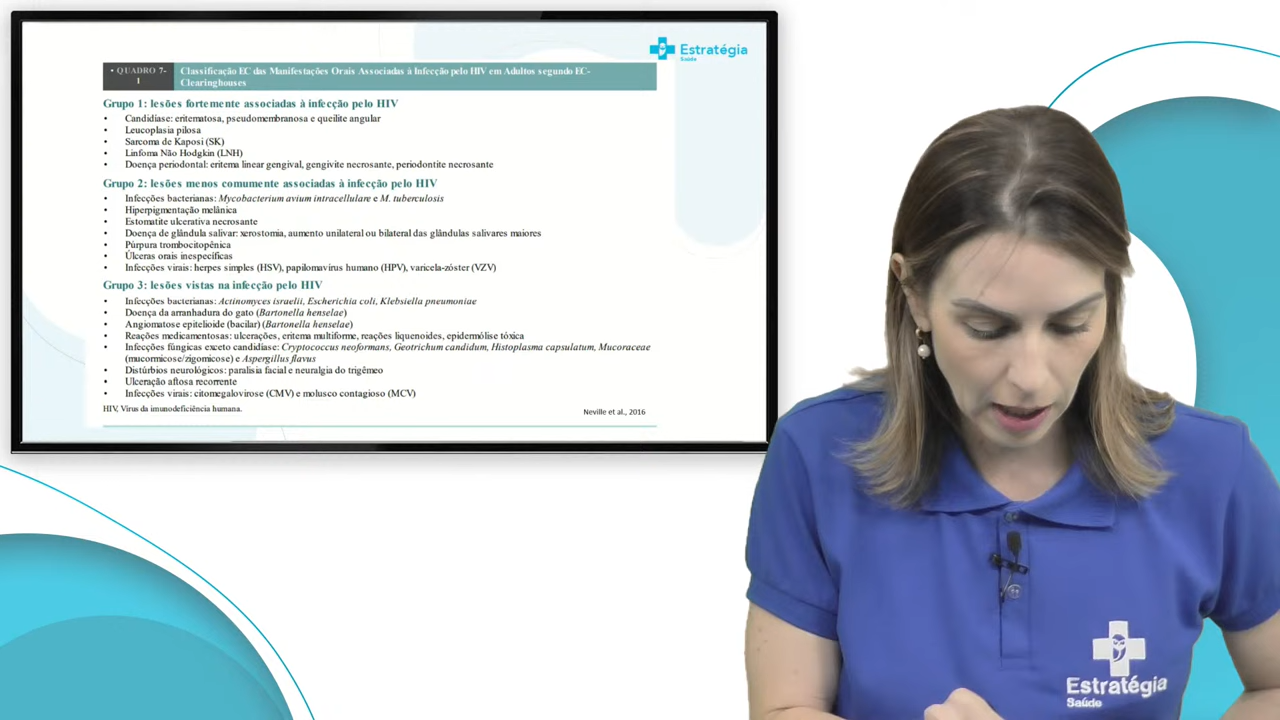 Estratégia
Saúde
• QUADRO 7-
1
Classificação EC das Manifestações Orais Associadas à Infecção pelo HIV em Adultos segundo EC-
Clearinghouses
Grupo 1: lesões fortemente associadas à infecção pelo HIV
• Candidíase: eritematosa, pseudomembranosa e queilite angular
• Leucoplasia pilosa
• Sarcoma de Kaposi (SK)
• Linfoma Não Hodgkin (LNH)
• Doença periodontal: eritema linear gengival, gengivite necrosante, periodontite necrosante
Grupo 2: lesões menos comumente associadas à infecção pelo HIV
• Infecções bacterianas: Mycobacterium avium intracellulare e M. tuberculosis
• Hiperpigmentação melânica
• Estomatite ulcerativa necrosante
• Doença de glândula salivar: xerostomia, aumento unilateral ou bilateral das glândulas salivares maiores
• Púrpura trombocitopênica
• Úlceras orais inespecíficas
• Infecções virais: herpes simples (HSV), papilomavírus humano (HPV), varicela-zóster (VZV)
Grupo 3: lesões vistas na infecção pelo HIV
• Infecções bacterianas: Actinomyces israelii, Escherichia coli, Klebsiella pneumoniae
• Doença da arranhadura do gato (Bartonella henselae)
• Angiomatose epitelioide (bacilar) (Bartonella henselae)
• Reações medicamentosas: ulcerações, eritema multiforme, reações liquenoides, epidermólise tóxica
• Infecções fúngicas exceto candidíase: Cryptococcus neoformans, Geotrichum candidum, Histoplasma capsulatum, Mucoraceae
(mucormicose/zigomicose) e Aspergillus flavus
• Distúrbios neurológicos: paralisia facial e neuralgia do trigêmeo
• Ulceração aftosa recorrente
• Infecções virais: citomegalovirose (CMV) e molusco contagioso (MCV)
HIV, Vírus da imunodeficiência humana.
Neville et al., 2016
Estratégia
Saúde